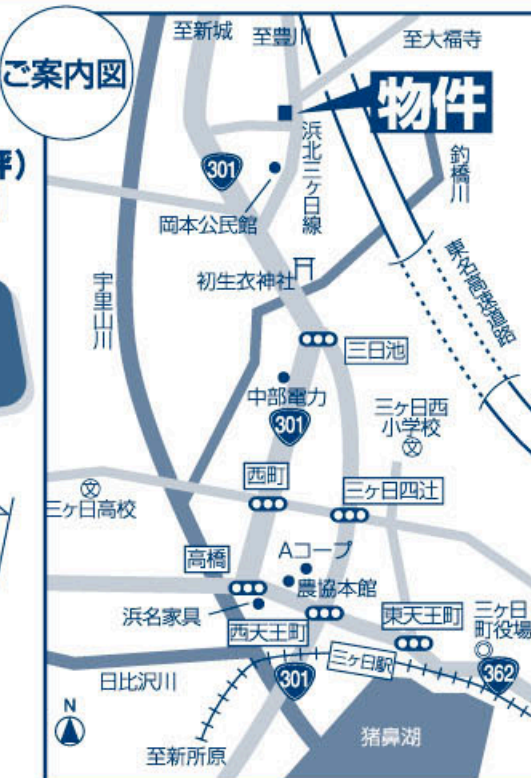 ご案内図
至新城
至豊川
至大福寺
物件
坪)
301
浜北三ケ日線
釣橋川
岡本公民館
東名高速道路
宇里山川
初生衣神社
三日池
中部電力
301
三ヶ日西
小学校
文
西町
三ヶ日四辻
文
三ヶ日高校
Aコープ
高橋
農協本館
浜名家具
西天王町
東天王町
三ヶ日
町役場
三ヶ日駅
日比沢川
301
362
N
猪鼻湖
至新所原